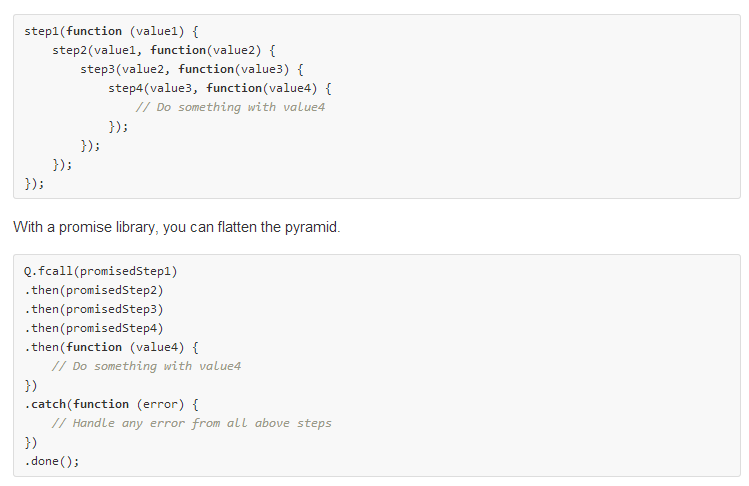 step1(function (value1) {
    step2(value1, function(value2) {
        step3(value2, function(value3) {
            step4(value3, function(value4) {
                // Do something with value4
            });
        });
    });
});
With a promise library, you can flatten the pyramid.
Q.fcall(promisedStep1)
.then(promisedStep2)
.then(promisedStep3)
.then(promisedStep4)
.then(function (value4) {
    // Do something with value4
})
.catch(function (error) {
    // Handle any error from all above steps
})
.done();